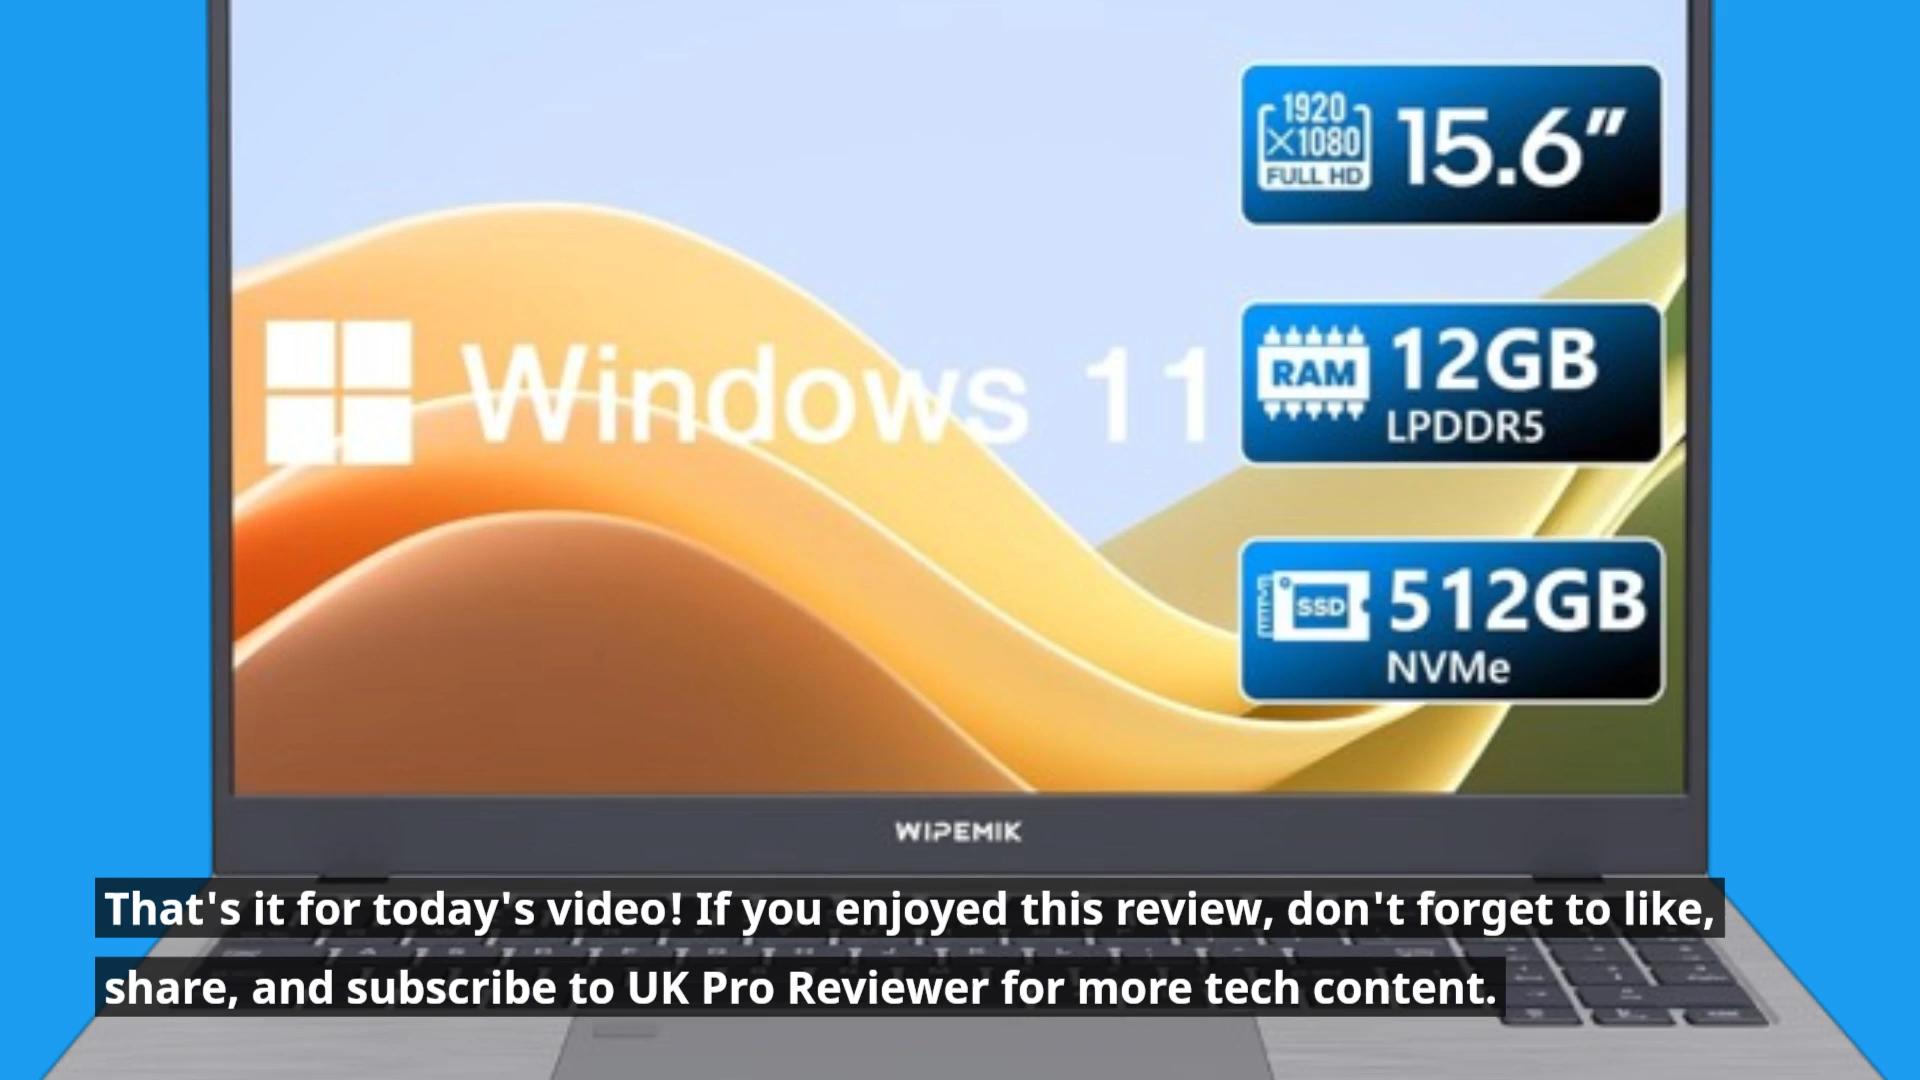 1920
X1080
FULL HD
15.6″
Windows 11
RAM
12GB
LPDDR5
SSD
512GB
NVMe
WIPEMIK
That's it for today's video! If you enjoyed this review, don't forget to like,
share, and subscribe to UK Pro Reviewer for more tech content.